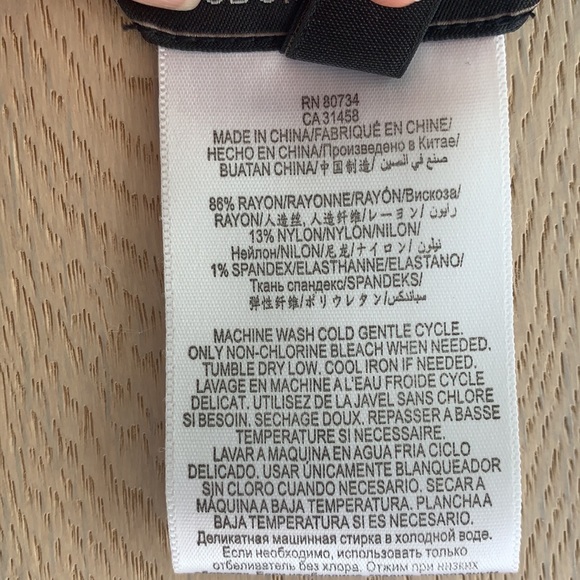 RN 80734
CA 31458
MADE IN CHINA/FABRIQUÉ EN CHINE/
HECHO EN CHINA/Произведено в Китае/
BUATAN CHINA/中国制造/ صنع في الصين/
86% RAYON/RAYONNE/RAYÓN/Вискоза/
RAYON/人造丝, 人造纤维/レーヨン/ رايون/
13% NYLON/NYLON/NILON/
Нейлон/NILON/尼龙/ナイロン/ نيلون/
1% SPANDEX/ELASTHANNE/ELASTANO/
Ткань спандекс/SPANDEKS/
弹性纤维/ポリウレタン/ سباندكس/
MACHINE WASH COLD GENTLE CYCLE.
ONLY NON-CHLORINE BLEACH WHEN NEEDED.
TUMBLE DRY LOW. COOL IRON IF NEEDED.
LAVAGE EN MACHINE A L'EAU FROIDE CYCLE
DELICAT. UTILISEZ DE LA JAVEL SANS CHLORE
SI BESOIN. SECHAGE DOUX. REPASSER A BASSE
TEMPERATURE SI NECESSAIRE.
LAVAR A MAQUINA EN AGUA FRIA CICLO
DELICADO. USAR ÚNICAMENTE BLANQUEADOR
SIN CLORO CUANDO NECESARIO. SECAR A
MAQUINA A BAJA TEMPERATURA. PLANCHA A
BAJA TEMPERATURA SI ES NECESARIO.
Деликатная машинная стирка в холодной воде.
Если необходимо, использовать только
отбеливатель без хлора. Отжим при низких